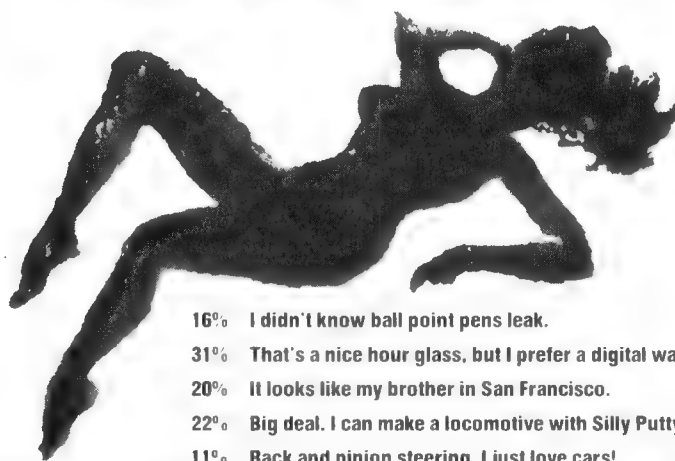 16% I didn't know ball point pens leak.
31% That's a nice hour glass, but I prefer a digital wa
20% It looks like my brother in San Francisco.
22% Big deal. I can make a locomotive with Silly Putty
11% Rack and pinion steering. I just love cars!